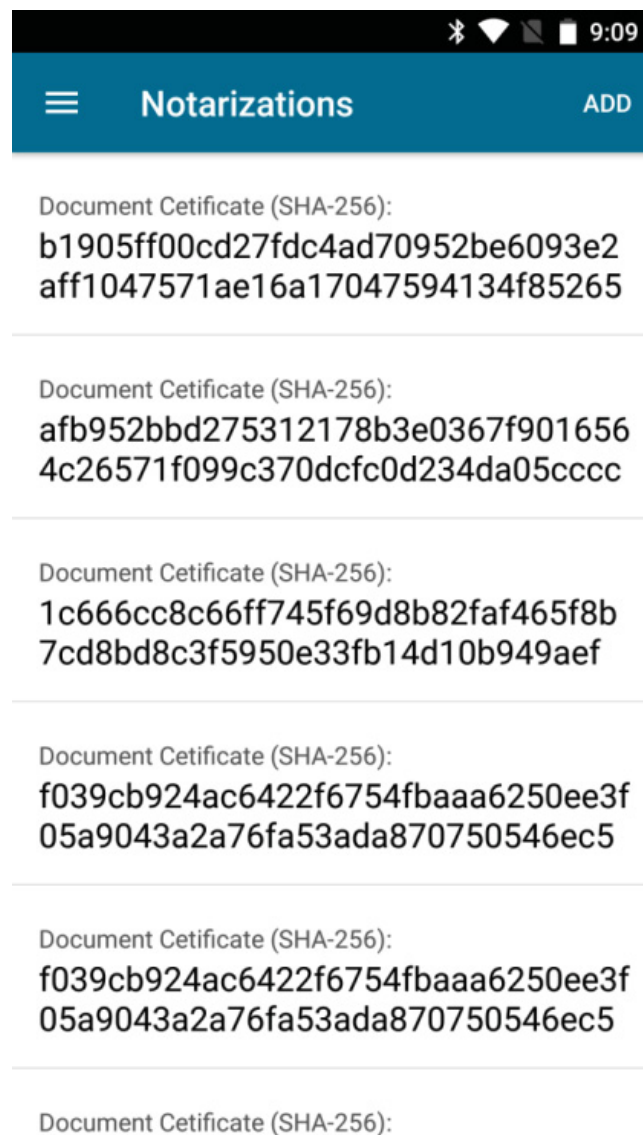 9:09
Notarizations
ADD
Document Cetificate (SHA-256):
b1905ff00cd27fdc4ad70952be6093e2
aff1047571ae16a17047594134f85265
Document Cetificate (SHA-256):
afb952bbd275312178b3e0367f901656
4c26571f099c370dcfc0d234da05cccc
Document Cetificate (SHA-256):
1c666cc8c66ff745f69d8b82faf465f8b
7cd8bd8c3f5950e33fb14d10b949aef
Document Cetificate (SHA-256):
f039cb924ac6422f6754fbaaa6250ee3f
05a9043a2a76fa53ada870750546ec5
Document Cetificate (SHA-256):
f039cb924ac6422f6754fbaaa6250ee3f
05a9043a2a76fa53ada870750546ec5
Document Cetificate (SHA-256):